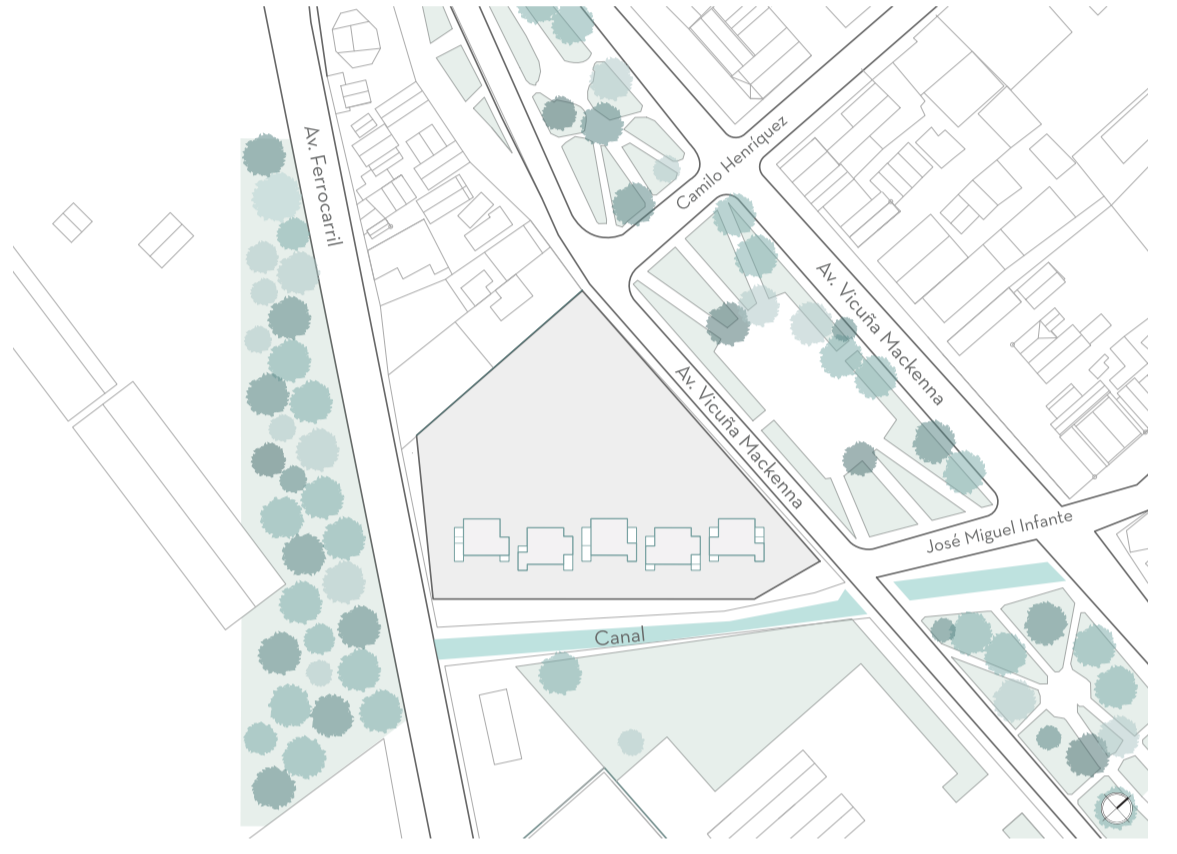 Av. Ferrocarril
Camilo Henríquez
Av. Vicuña Mackenna
Av. Vicuña Mackenna
José Miguel Infante
Canal